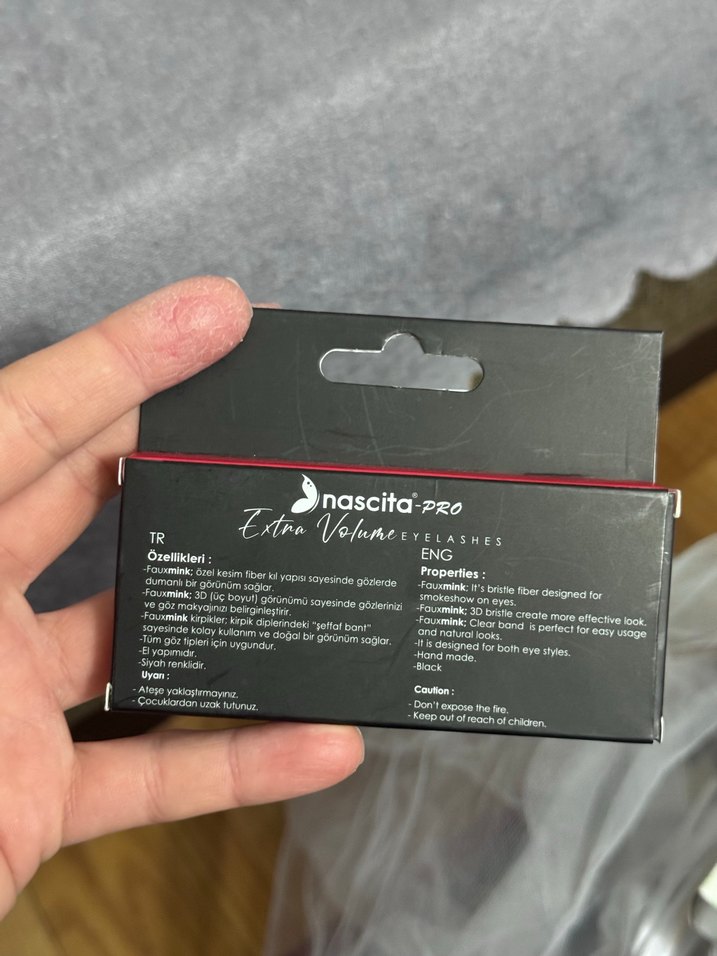 nascita®-PRO
Extra Volume EYELASHES
TR
Özellikleri :
-Fauxmink; özel kesim fiber kıl yapısı sayesinde gözlerde
dumanlı bir görünüm sağlar.
-Fauxmink; 3D (üç boyut) görünümü sayesinde gözlerinizi
ve göz makyajınızı belirginleştirir.
-Fauxmink kirpikler; kirpik diplerindeki "şeffaf bant"
sayesinde kolay kullanım ve doğal bir görünüm sağlar.
-Tüm göz tipleri için uygundur.
-El yapımıdır.
-Siyah renklidir.
Uyarı :
- Ateşe yaklaştırmayınız.
- Çocuklardan uzak tutunuz.
ENG
Properties :
-Fauxmink; It's bristle fiber designed for
smokeshow on eyes.
-Fauxmink; 3D bristle create more effective look.
-Fauxmink; Clear band is perfect for easy usage
and natural looks.
-It is designed for both eye styles.
-Hand made.
-Black
Caution :
- Don't expose the fire.
- Keep out of reach of children.